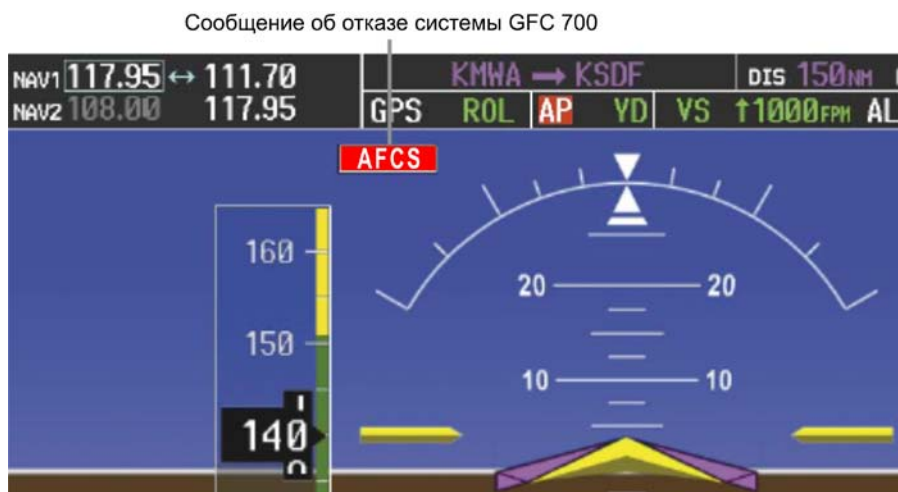 Сообщение об отказе системы GFC 700
NAV1 117.95 ↔ 111.70 KMWA → KSDF DIS 150NM
NAV2 108.00 117.95 GPS ROL AP YD VS ↑1000FPM AL
AFCS
160
20 20
150
10 10
140